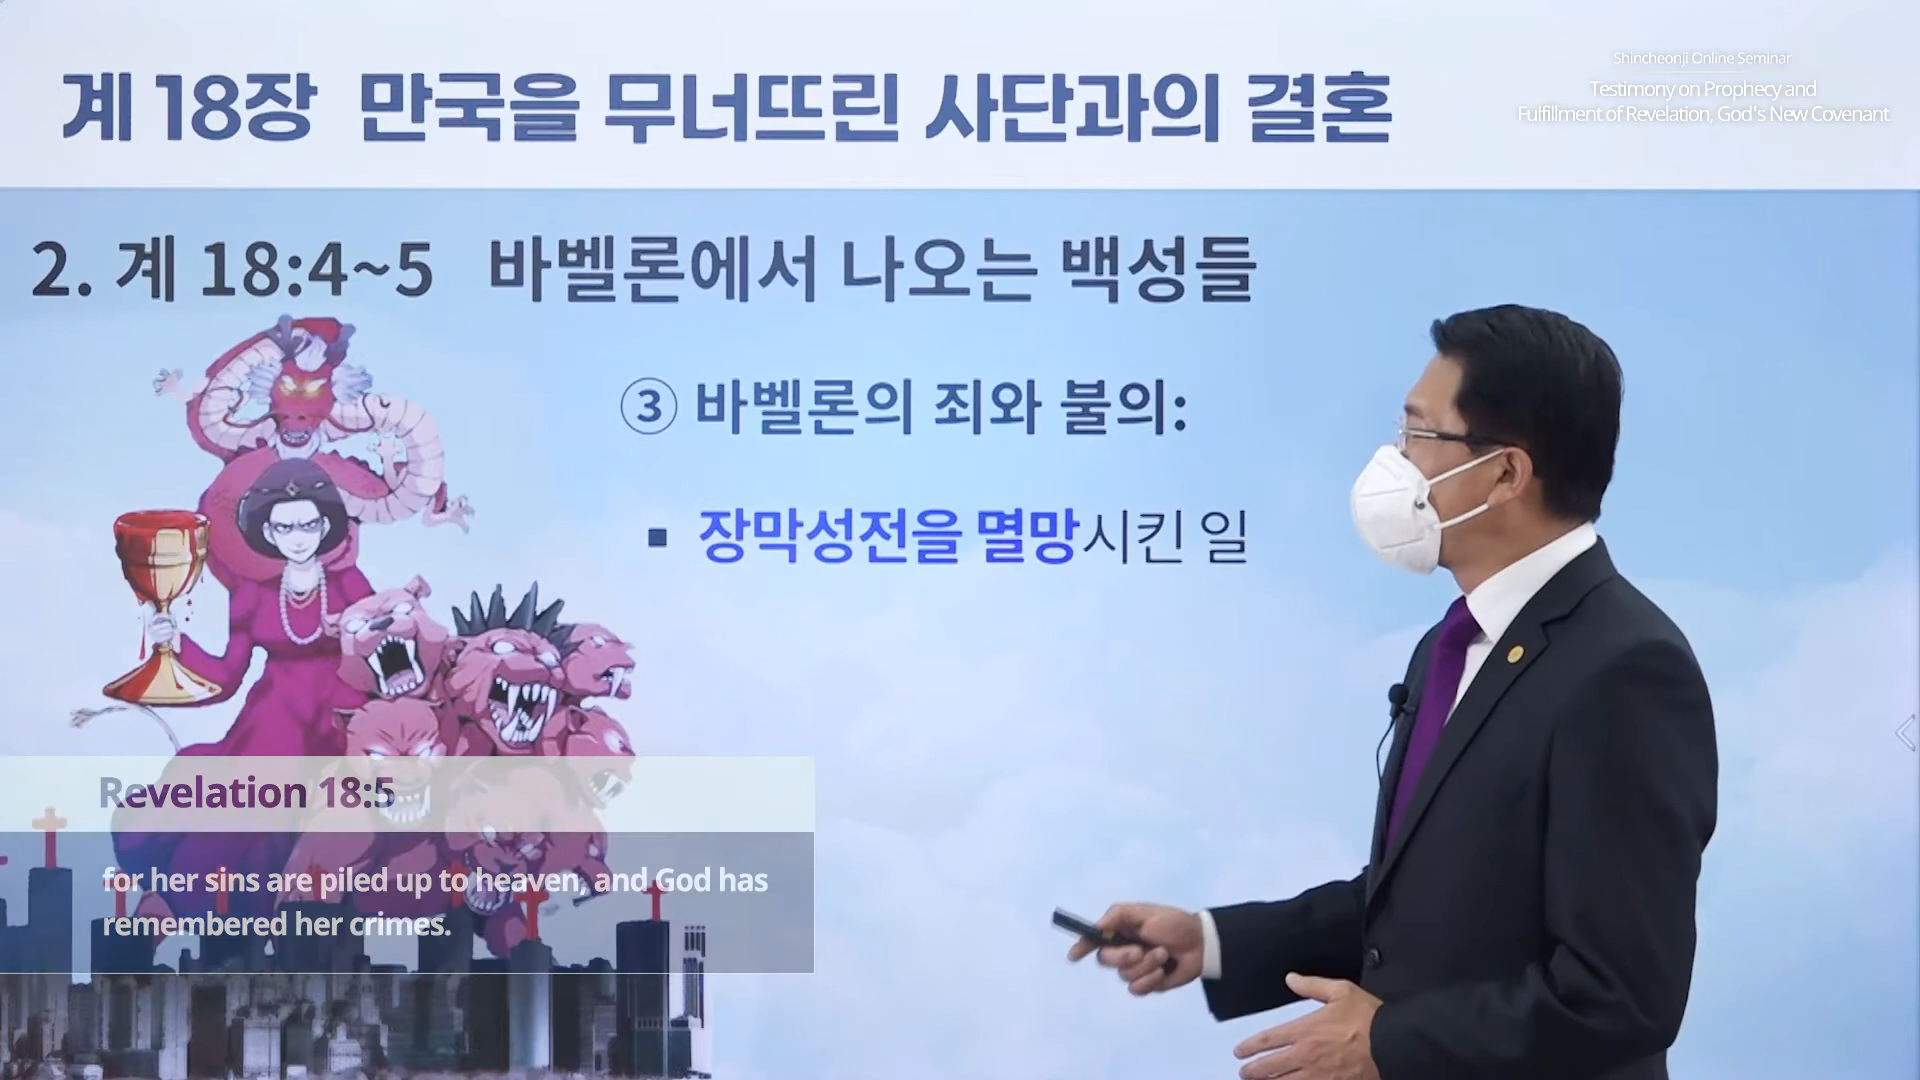 계 18장 만국을 무너뜨린 사단과의 결혼
Shincheonji Online Seminar
Testimony on Prophecy and
Fulfillment of Revelation, God's New Covenant
2. 계 18:4~5 바벨론에서 나오는 백성들
③ 바벨론의 죄와 불의:
▪ 장막성전을 멸망시킨 일
Revelation 18:5
for her sins are piled up to heaven, and God has
remembered her crimes.